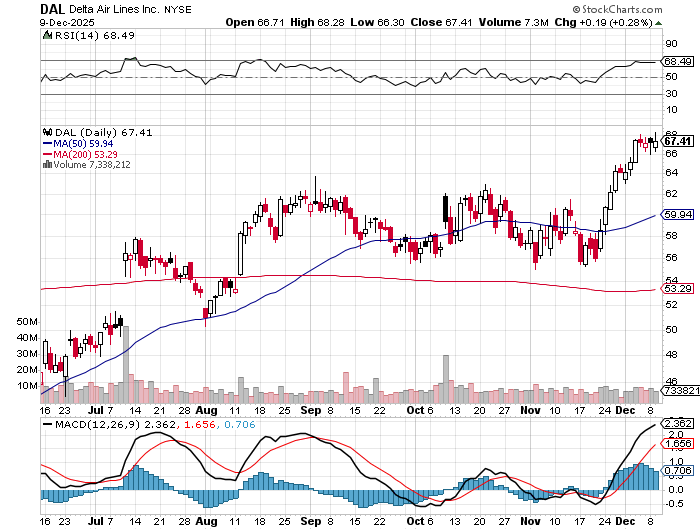 DAL Delta Air Lines Inc. NYSE © StockCharts.com
9-Dec-2025 Open 66.71 High 68.28 Low 66.30 Close 67.41 Volume 7.3M Chg +0.19 (+0.28%)
RSI(14) 68.49
90
68.49
50
30
10
DAL (Daily) 67.41
MA(50) 59.94
MA(200) 53.29
Volume 7,338,212
68
67.41
66
64
62
59.94
58
56
54
53.29
52
50
48
46
50M
40M
30M
20M
10M
733821
16 23 Jul 7 14 21 28 Aug 11 18 25 Sep 8 15 22 Oct 6 13 20 27 Nov 10 17 24 Dec 8
MACD(12,26,9) 2.362, 1.656, 0.706
2.362
2.0
1.656
1.0
0.706
0.5
0.0
-0.5
16 23 Jul 7 14 21 28 Aug 11 18 25 Sep 8 15 22 Oct 6 13 20 27 Nov 10 17 24 Dec 8